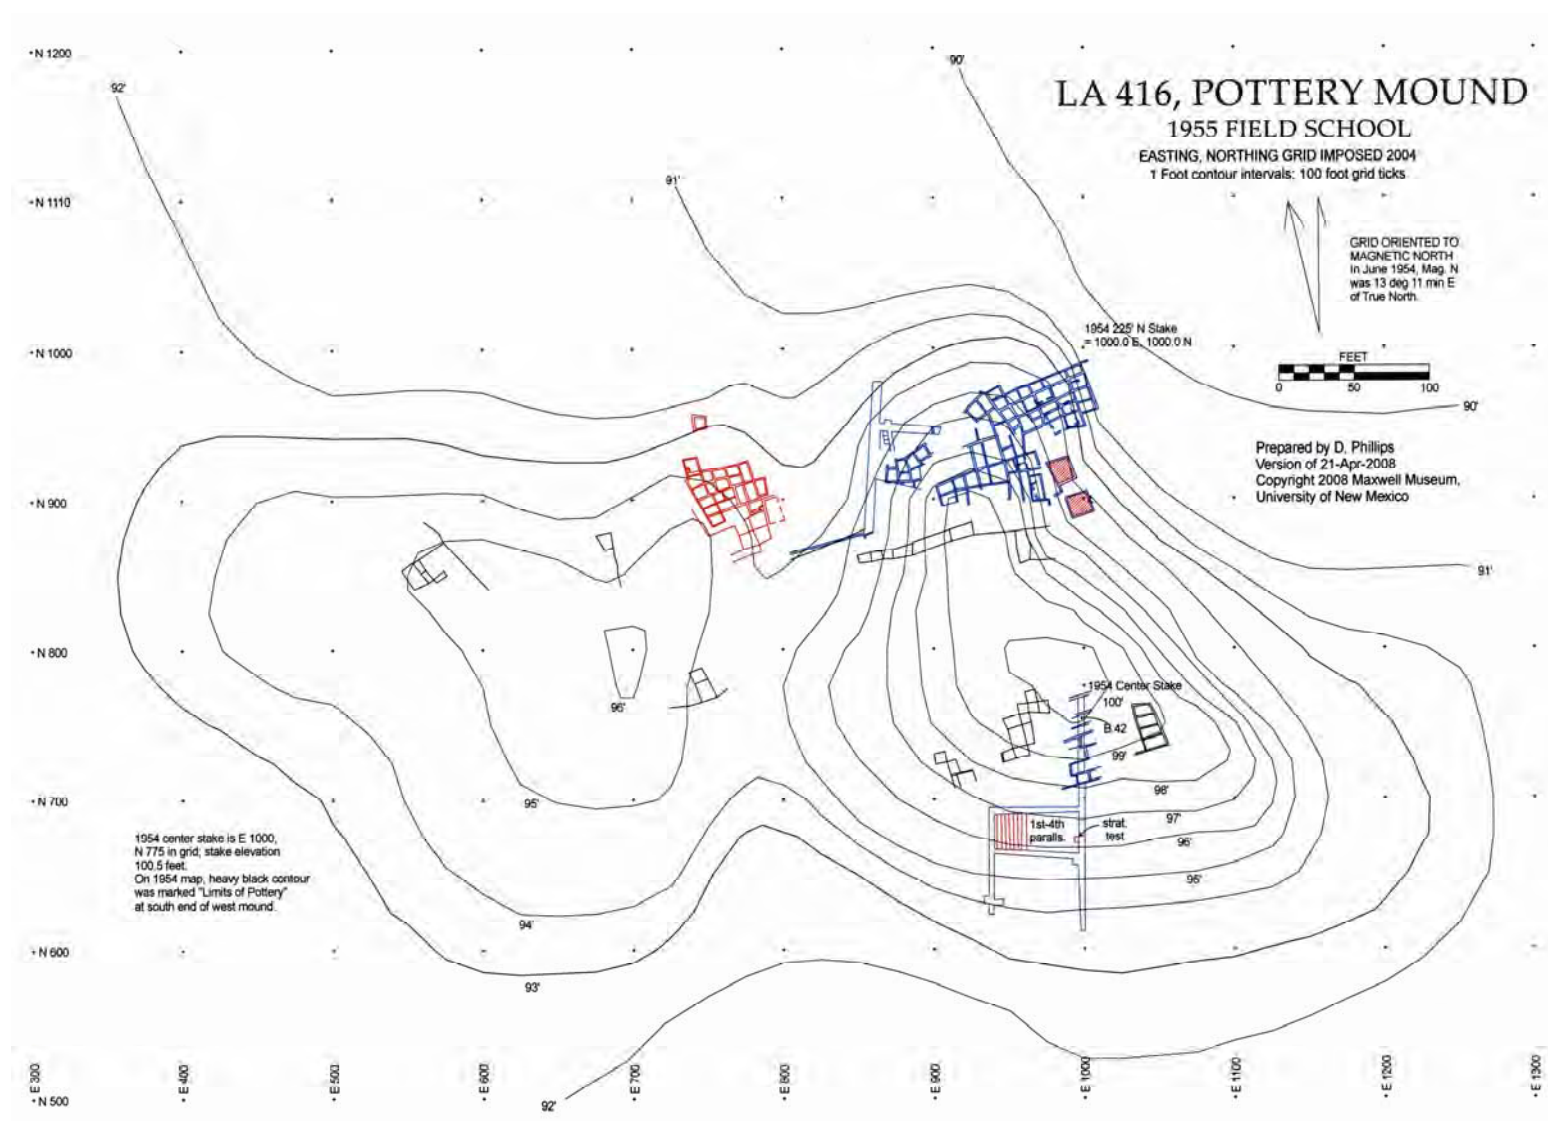 N 1200
92'
90'
LA 416, POTTERY MOUND
1955 FIELD SCHOOL
EASTING, NORTHING GRID IMPOSED 2004
1 Foot contour intervals: 100 foot grid ticks
91'
N 1110
GRID ORIENTED TO
MAGNETIC NORTH
In June 1954, Mag. N
was 13 deg 11 min E
of True North.
1954 225' N Stake
= 1000.0 E, 1000.0 N
N 1000
FEET
0 50 100
90'
Prepared by D. Phillips
Version of 21-Apr-2008
Copyright 2008 Maxwell Museum,
University of New Mexico
N 900
91'
N 800
1954 Center Stake
96'
100'
B.42
99'
98'
N 700
95'
97'
1st-4th
paralls.
strat.
test
96'
1954 center stake is E 1000,
N 775 in grid; stake elevation
100.5 feet.
On 1954 map, heavy black contour
was marked "Limits of Pottery"
at south end of west mound.
95'
94'
N 600
93'
92'
N 500
E 300
E 400
E 500
E 600
E 700
E 800
E 900
E 1000
E 1100
E 1200
E 1300